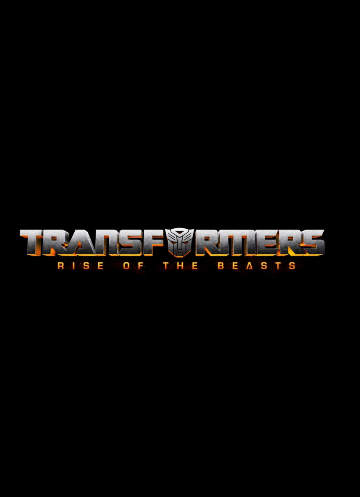 TRANSFORMERS
RISE OF THE BEASTS